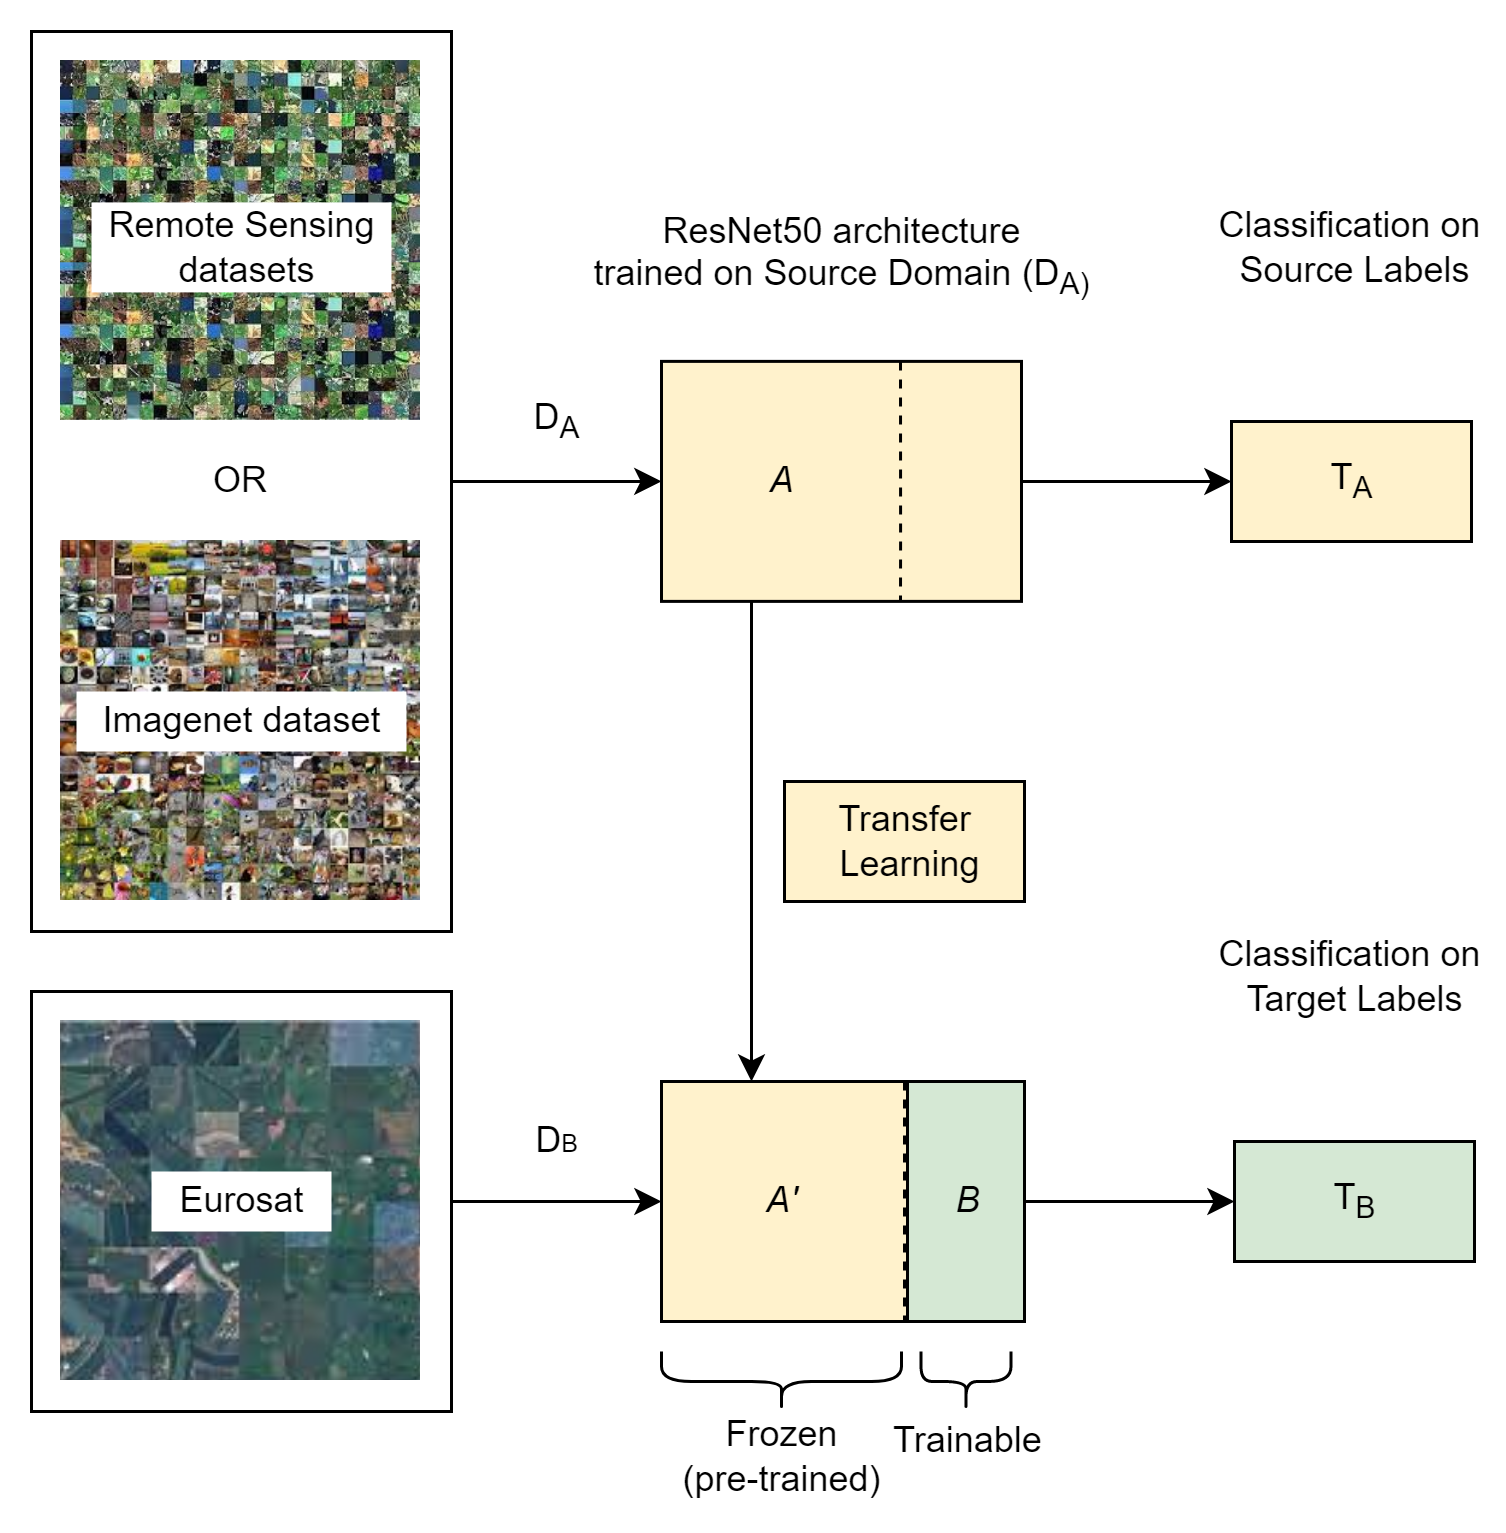 Remote Sensing
datasets
OR
Imagenet dataset
D_A
ResNet50 architecture
trained on Source Domain (D_A)
A
Classification on
Source Labels
T_A
Transfer
Learning
Eurosat
D_B
A'
B
Classification on
Target Labels
T_B
Frozen
(pre-trained)
Trainable